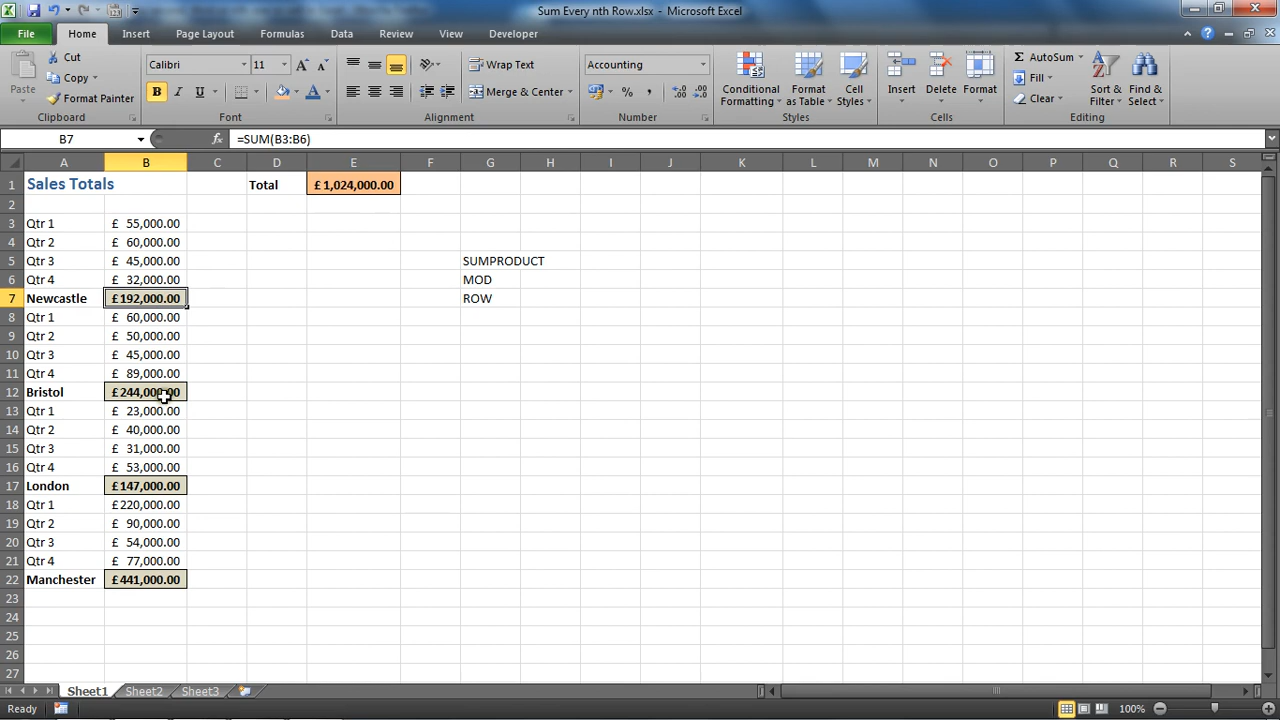 Sum Every nth Row.xlsx - Microsoft Excel
File Home Insert Page Layout Formulas Data Review View Developer
Paste
Cut
Copy
Format Painter
Clipboard
Calibri 11
B I U
Font
Wrap Text
Merge & Center
Alignment
Accounting
Number
Conditional Formatting
Format as Table
Cell Styles
Styles
Insert Delete Format
Cells
AutoSum
Fill
Clear
Sort & Filter
Find & Select
Editing
B7 fx =SUM(B3:B6)
A B C D E F G H I J K L M N O P Q R S
1 Sales Totals Total £ 1,024,000.00
2
3 Qtr 1 £ 55,000.00
4 Qtr 2 £ 60,000.00
5 Qtr 3 £ 45,000.00 SUMPRODUCT
6 Qtr 4 £ 32,000.00 MOD
7 Newcastle £192,000.00 ROW
8 Qtr 1 £ 60,000.00
9 Qtr 2 £ 50,000.00
10 Qtr 3 £ 45,000.00
11 Qtr 4 £ 89,000.00
12 Bristol £244,000.00
13 Qtr 1 £ 23,000.00
14 Qtr 2 £ 40,000.00
15 Qtr 3 £ 31,000.00
16 Qtr 4 £ 53,000.00
17 London £147,000.00
18 Qtr 1 £220,000.00
19 Qtr 2 £ 90,000.00
20 Qtr 3 £ 54,000.00
21 Qtr 4 £ 77,000.00
22 Manchester £441,000.00
23
24
25
26
27
Sheet1 Sheet2 Sheet3
Ready 100%